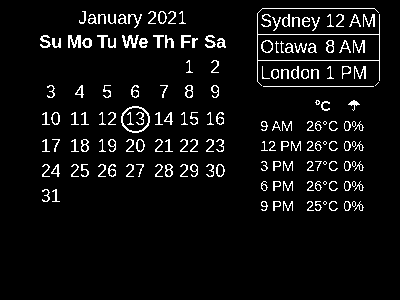 January 2021
Su Mo Tu We Th Fr Sa
1 2
3 4 5 6 7 8 9
10 11 12 13 14 15 16
17 18 19 20 21 22 23
24 25 26 27 28 29 30
31
Sydney 12 AM
Ottawa 8 AM
London 1 PM
°C ☂
9 AM 26°C 0%
12 PM 26°C 0%
3 PM 27°C 0%
6 PM 26°C 0%
9 PM 25°C 0%